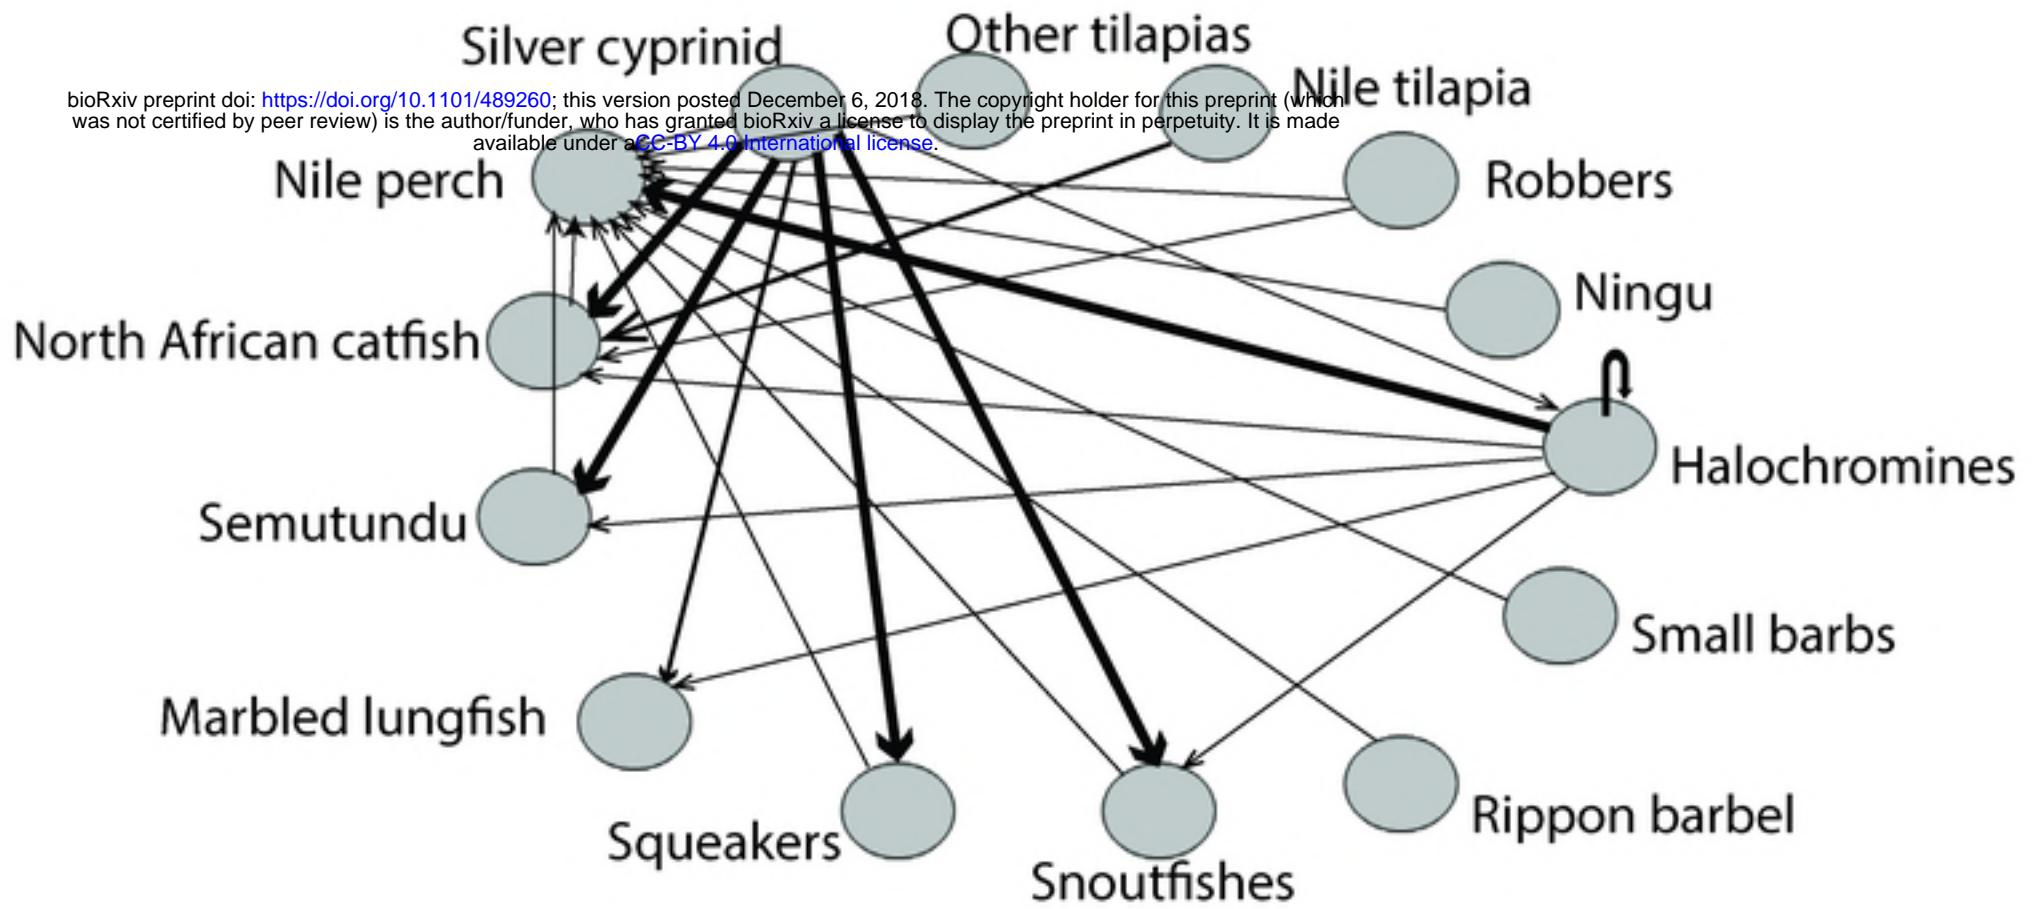 Silver cyprinid
Other tilapias
Nile tilapia
bioRxiv preprint doi: https://doi.org/10.1101/489260; this version posted December 6, 2018. The copyright holder for this preprint (which
was not certified by peer review) is the author/funder, who has granted bioRxiv a license to display the preprint in perpetuity. It is made
available under aCC-BY 4.0 International license.
Nile perch
Robbers
Ningu
North African catfish
Halochromines
Semutundu
Small barbs
Marbled lungfish
Rippon barbel
Squeakers
Snoutfishes